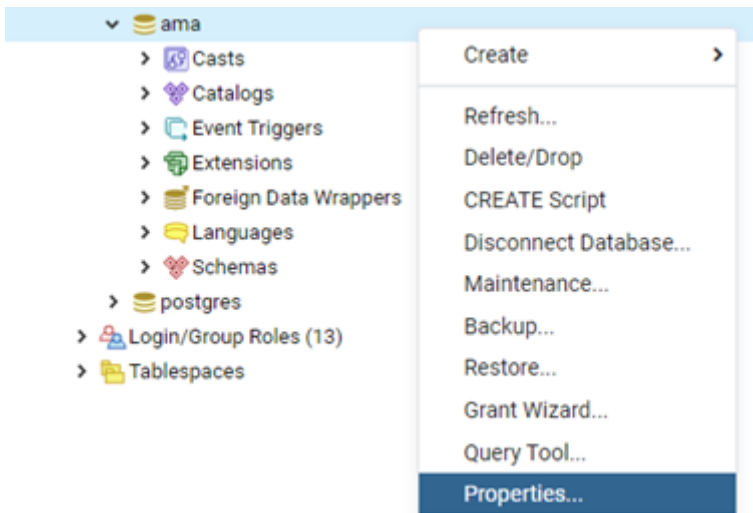 ama
Casts
Catalogs
Event Triggers
Extensions
Foreign Data Wrappers
Languages
Schemas
postgres
Login/Group Roles (13)
Tablespaces
Create
Refresh...
Delete/Drop
CREATE Script
Disconnect Database...
Maintenance...
Backup...
Restore...
Grant Wizard...
Query Tool...
Properties...